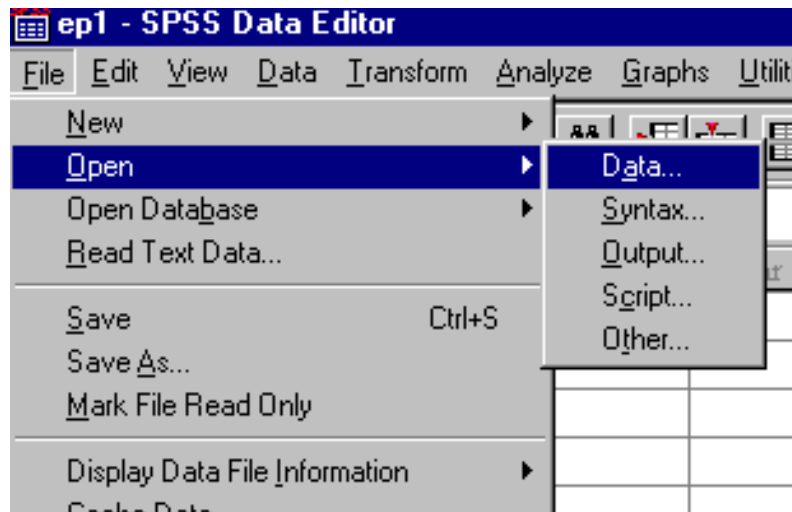 ep1 - SPSS Data Editor
File Edit View Data Transform Analyze Graphs
New
Open
Open Database
Read Text Data...
Save Ctrl+S
Save As...
Mark File Read Only
Display Data File Information
Data...
Syntax...
Output...
Script...
Other...